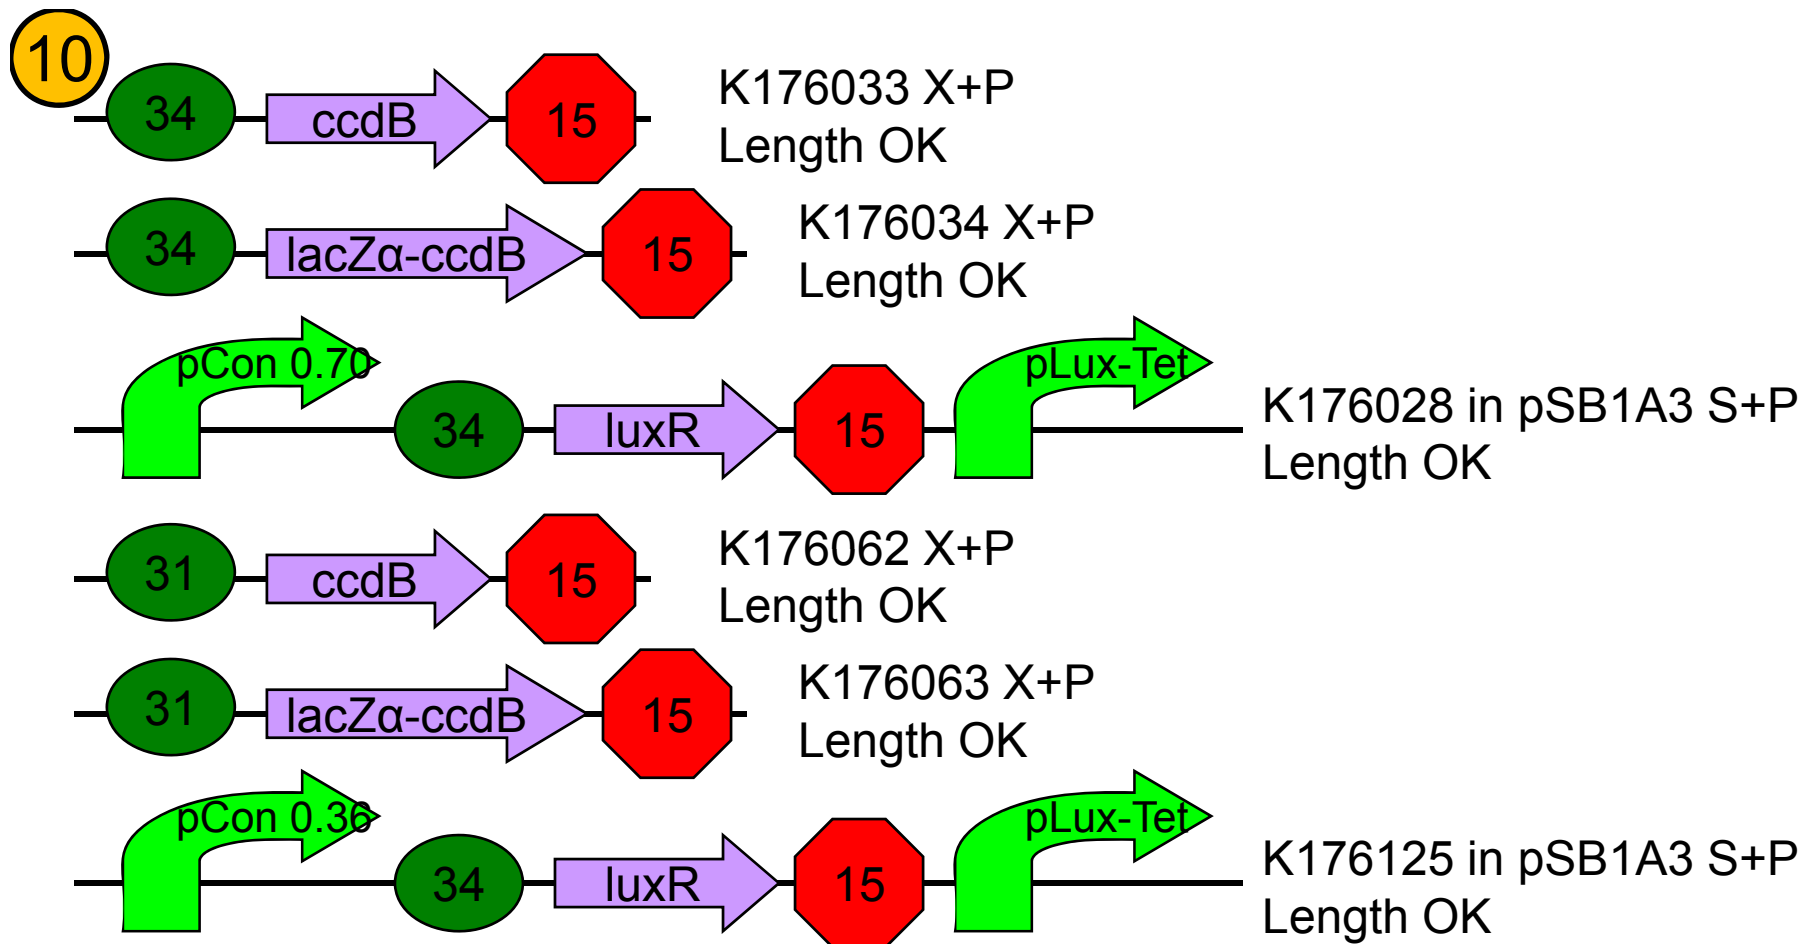 10
34 ccdB 15 K176033 X+P
Length OK
34 lacZα-ccdB 15 K176034 X+P
Length OK
pCon 0.70 pLux-Tet
34 luxR 15 K176028 in pSB1A3 S+P
Length OK
31 ccdB 15 K176062 X+P
Length OK
31 lacZα-ccdB 15 K176063 X+P
Length OK
pCon 0.36 pLux-Tet
34 luxR 15 K176125 in pSB1A3 S+P
Length OK